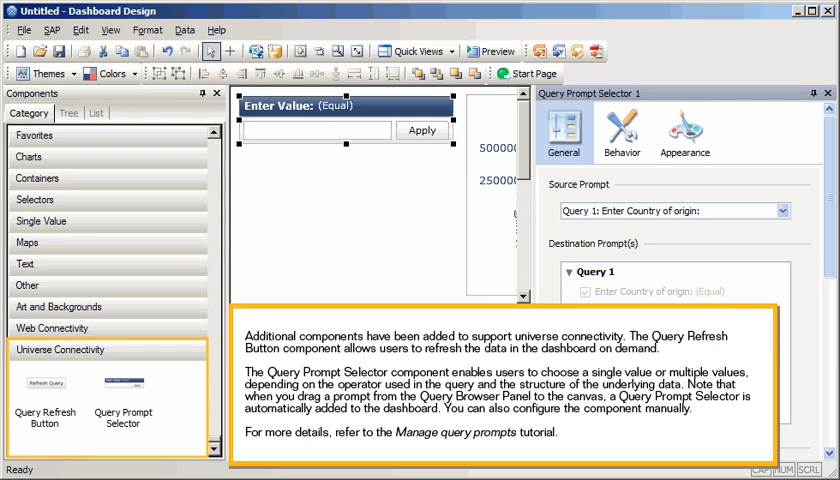 Untitled - Dashboard Design
File SAP Edit View Format Data Help
Quick Views Preview
Themes Colors Start Page
Components
Category Tree List
Favorites
Charts
Containers
Selectors
Single Value
Maps
Text
Other
Art and Backgrounds
Web Connectivity
Universe Connectivity
Refresh Query
Query Refresh Button
Query Prompt Selector
Enter Value: (Equal)
Apply
500000
250000
Query Prompt Selector 1
General Behavior Appearance
Source Prompt
Query 1: Enter Country of origin:
Destination Prompt(s)
Query 1
Enter Country of origin: (Equal)
Additional components have been added to support universe connectivity. The Query Refresh
Button component allows users to refresh the data in the dashboard on demand.
The Query Prompt Selector component enables users to choose a single value or multiple values,
depending on the operator used in the query and the structure of the underlying data. Note that
when you drag a prompt from the Query Browser Panel to the canvas, a Query Prompt Selector is
automatically added to the dashboard. You can also configure the component manually.
For more details, refer to the Manage query prompts tutorial.
Ready
CAP NUM SCRL